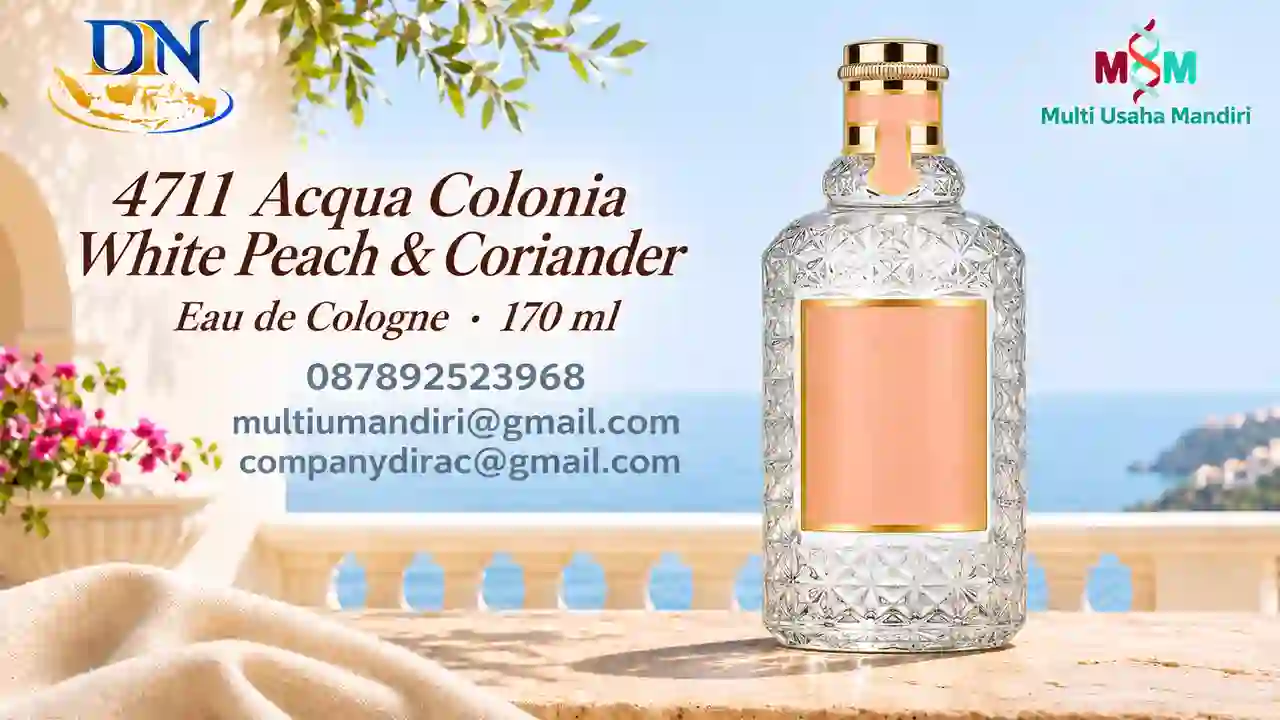 DN
M M
Multi Usaha Mandiri
4711 Acqua Colonia
White Peach & Coriander
Eau de Cologne · 170 ml
087892523968
multiumandiri@gmail.com
companydirac@gmail.com